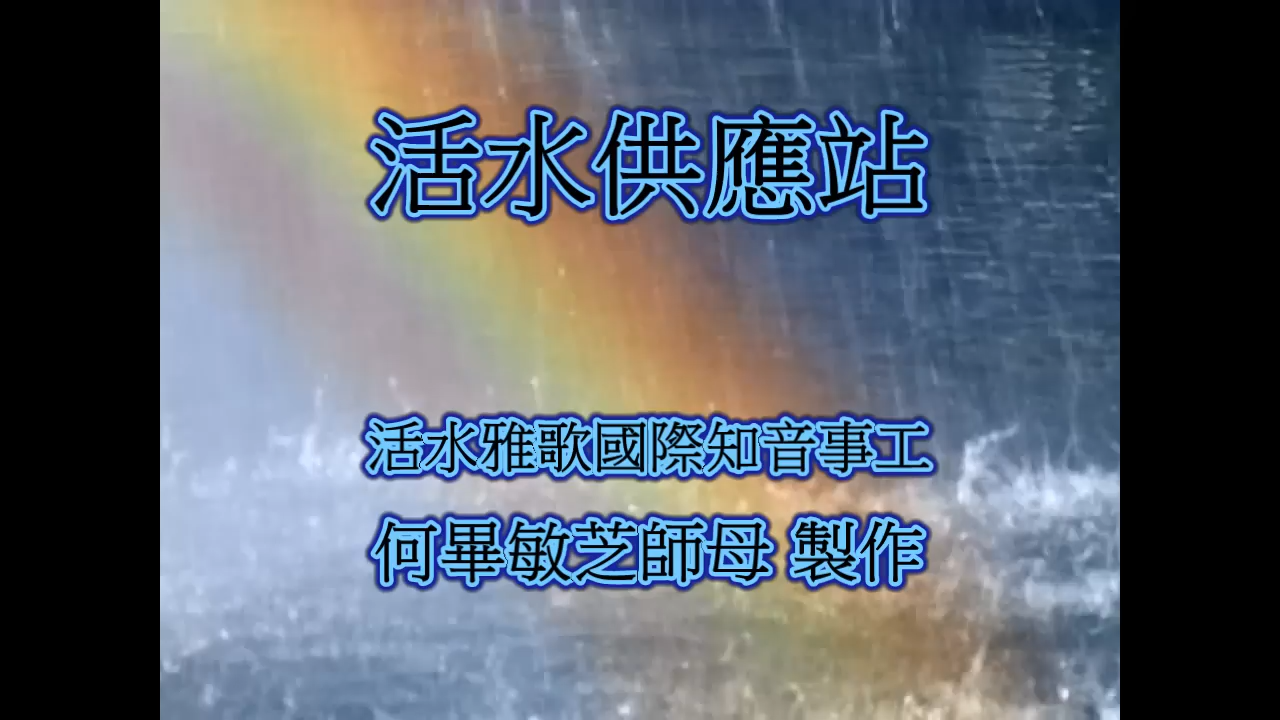 活水供應站
活水雅歌國際知音事工
何畢敏芝師母 製作